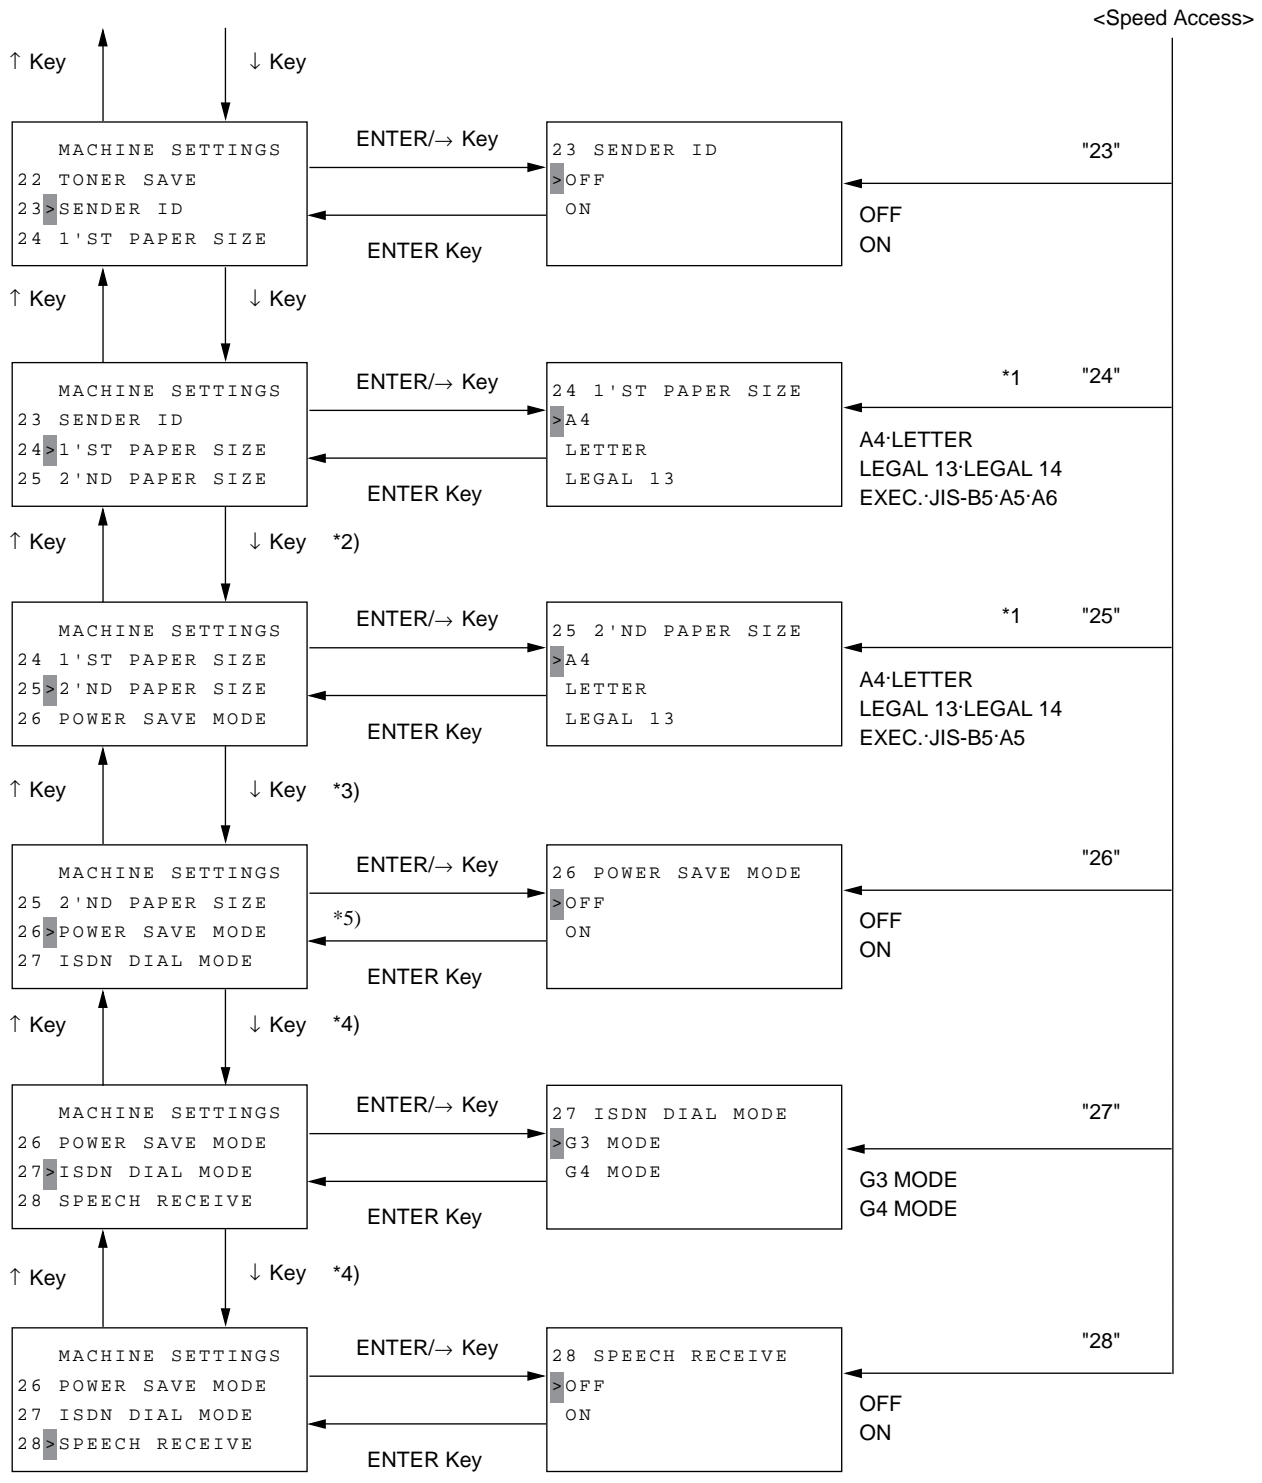 <Speed Access>
↑ Key
↓ Key
MACHINE SETTINGS
22 TONER SAVE
23>SENDER ID
24 1'ST PAPER SIZE
ENTER/→ Key
ENTER Key
23 SENDER ID
>OFF
ON
"23"
OFF
ON
↑ Key
↓ Key
MACHINE SETTINGS
23 SENDER ID
24>1'ST PAPER SIZE
25 2'ND PAPER SIZE
ENTER/→ Key
ENTER Key
24 1'ST PAPER SIZE
>A4
LETTER
LEGAL 13
*1 "24"
A4·LETTER
LEGAL 13·LEGAL 14
EXEC.·JIS-B5·A5·A6
↑ Key
↓ Key *2)
MACHINE SETTINGS
24 1'ST PAPER SIZE
25>2'ND PAPER SIZE
26 POWER SAVE MODE
ENTER/→ Key
ENTER Key
25 2'ND PAPER SIZE
>A4
LETTER
LEGAL 13
*1 "25"
A4·LETTER
LEGAL 13·LEGAL 14
EXEC.·JIS-B5·A5
↑ Key
↓ Key *3)
MACHINE SETTINGS
25 2'ND PAPER SIZE
26>POWER SAVE MODE
27 ISDN DIAL MODE
ENTER/→ Key
*5)
ENTER Key
26 POWER SAVE MODE
>OFF
ON
"26"
OFF
ON
↑ Key
↓ Key *4)
MACHINE SETTINGS
26 POWER SAVE MODE
27>ISDN DIAL MODE
28 SPEECH RECEIVE
ENTER/→ Key
ENTER Key
27 ISDN DIAL MODE
>G3 MODE
G4 MODE
"27"
G3 MODE
G4 MODE
↑ Key
↓ Key *4)
MACHINE SETTINGS
26 POWER SAVE MODE
27 ISDN DIAL MODE
28>SPEECH RECEIVE
ENTER/→ Key
ENTER Key
28 SPEECH RECEIVE
>OFF
ON
"28"
OFF
ON